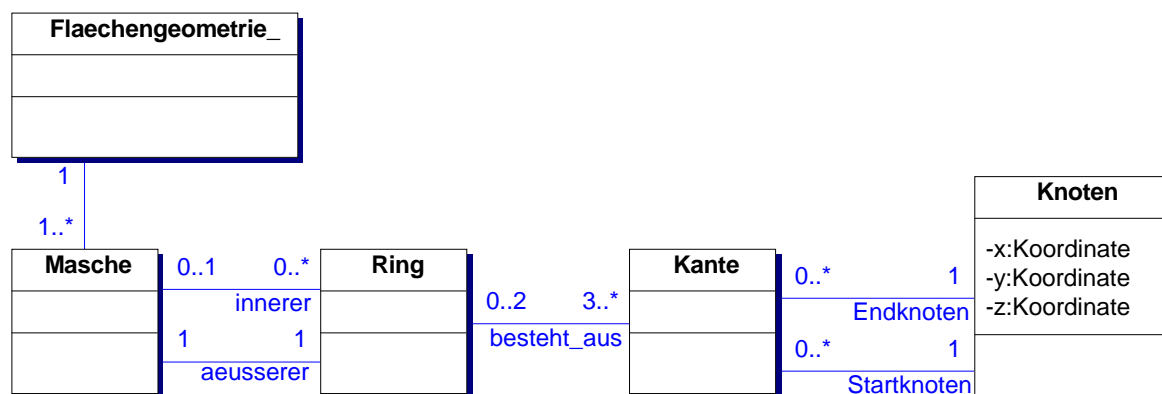 Flaechengeometrie_
1
1..*
Masche
0..1
0..*
innerer
1
1
aeusserer
Ring
0..2
3..*
besteht_aus
Kante
0..*
1
Endknoten
0..*
1
Startknoten
Knoten
-x:Koordinate
-y:Koordinate
-z:Koordinate